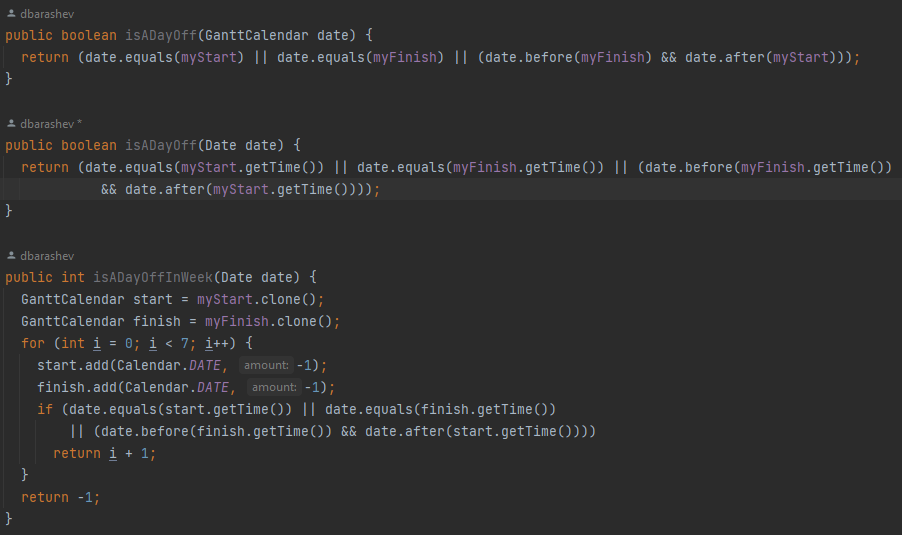 dbarashev
public boolean isADayOff(GanttCalendar date) {
  return (date.equals(myStart) || date.equals(myFinish) || (date.before(myFinish) && date.after(myStart)));
}
dbarashev *
public boolean isADayOff(Date date) {
  return (date.equals(myStart.getTime()) || date.equals(myFinish.getTime()) || (date.before(myFinish.getTime())
            && date.after(myStart.getTime())));
}
dbarashev
public int isADayOffInWeek(Date date) {
  GanttCalendar start = myStart.clone();
  GanttCalendar finish = myFinish.clone();
  for (int i = 0; i < 7; i++) {
    start.add(Calendar.DATE, amount: -1);
    finish.add(Calendar.DATE, amount: -1);
    if (date.equals(start.getTime()) || date.equals(finish.getTime())
        || (date.before(finish.getTime()) && date.after(start.getTime())))
      return i + 1;
  }
  return -1;
}